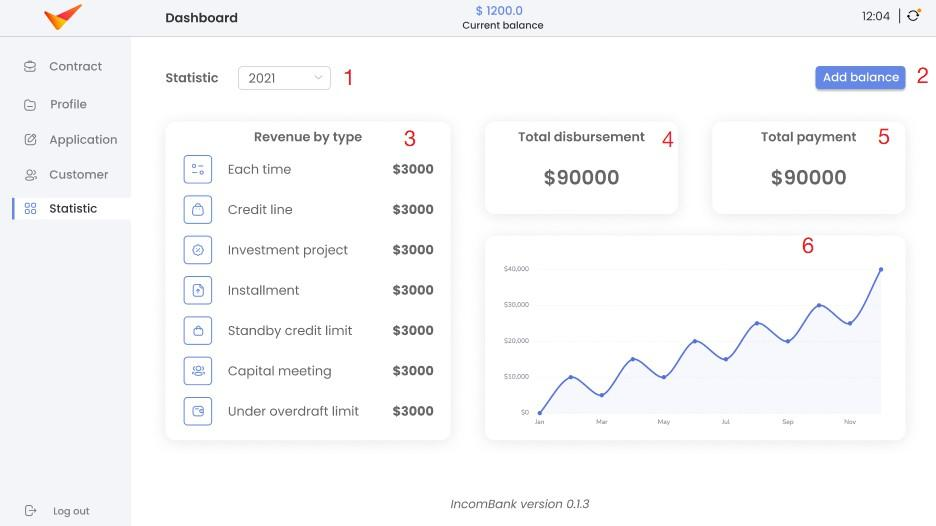 Dashboard
$ 1200.0
Current balance
12:04
Contract
Profile
Application
Customer
Statistic
Log out
Statistic
2021
1
Add balance
2
Revenue by type
3
Each time $3000
Credit line $3000
Investment project $3000
Installment $3000
Standby credit limit $3000
Capital meeting $3000
Under overdraft limit $3000
Total disbursement
4
$90000
Total payment
5
$90000
6
$40,000
$30,000
$20,000
$10,000
$0
Jan Mar May Jul Sep Nov
IncomBank version 0.1.3